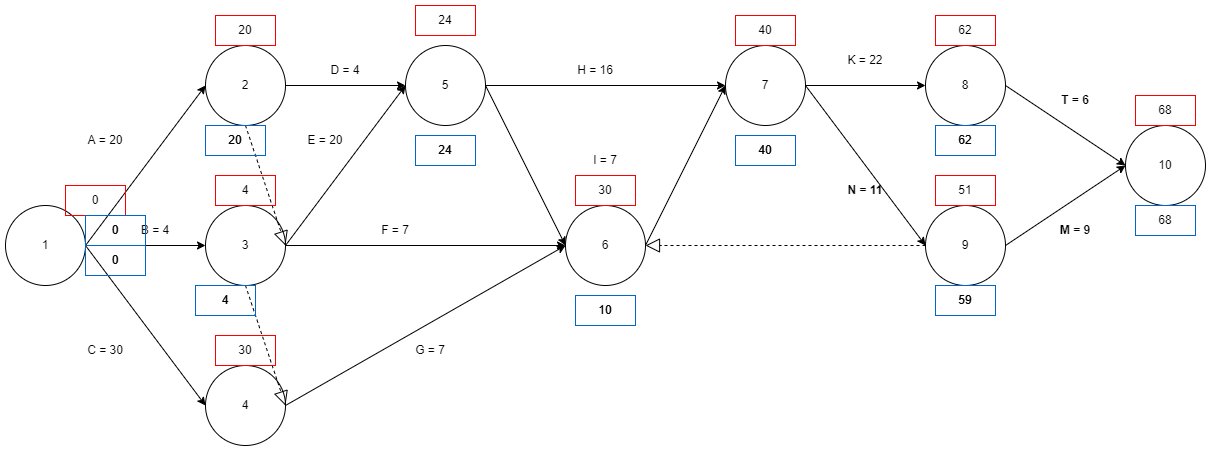 24
20
40
62
2
D = 4
5
H = 16
7
K = 22
8
T = 6
68
A = 20
20
E = 20
24
40
62
10
I = 7
0
4
30
N = 11
51
68
1
0
B = 4
3
F = 7
6
9
M = 9
0
4
10
59
C = 30
30
G = 7
4